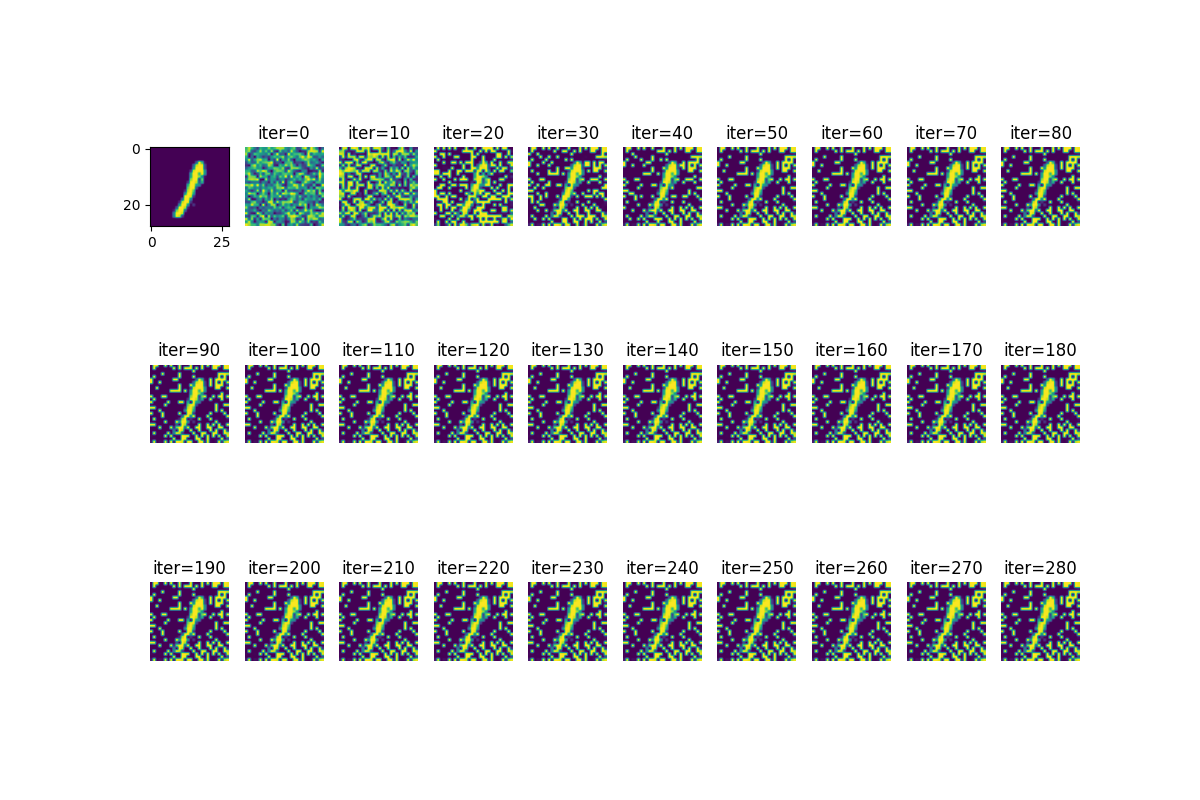 iter=0 iter=10 iter=20 iter=30 iter=40 iter=50 iter=60 iter=70 iter=80
0
20
0 25
iter=90 iter=100 iter=110 iter=120 iter=130 iter=140 iter=150 iter=160 iter=170 iter=180
iter=190 iter=200 iter=210 iter=220 iter=230 iter=240 iter=250 iter=260 iter=270 iter=280